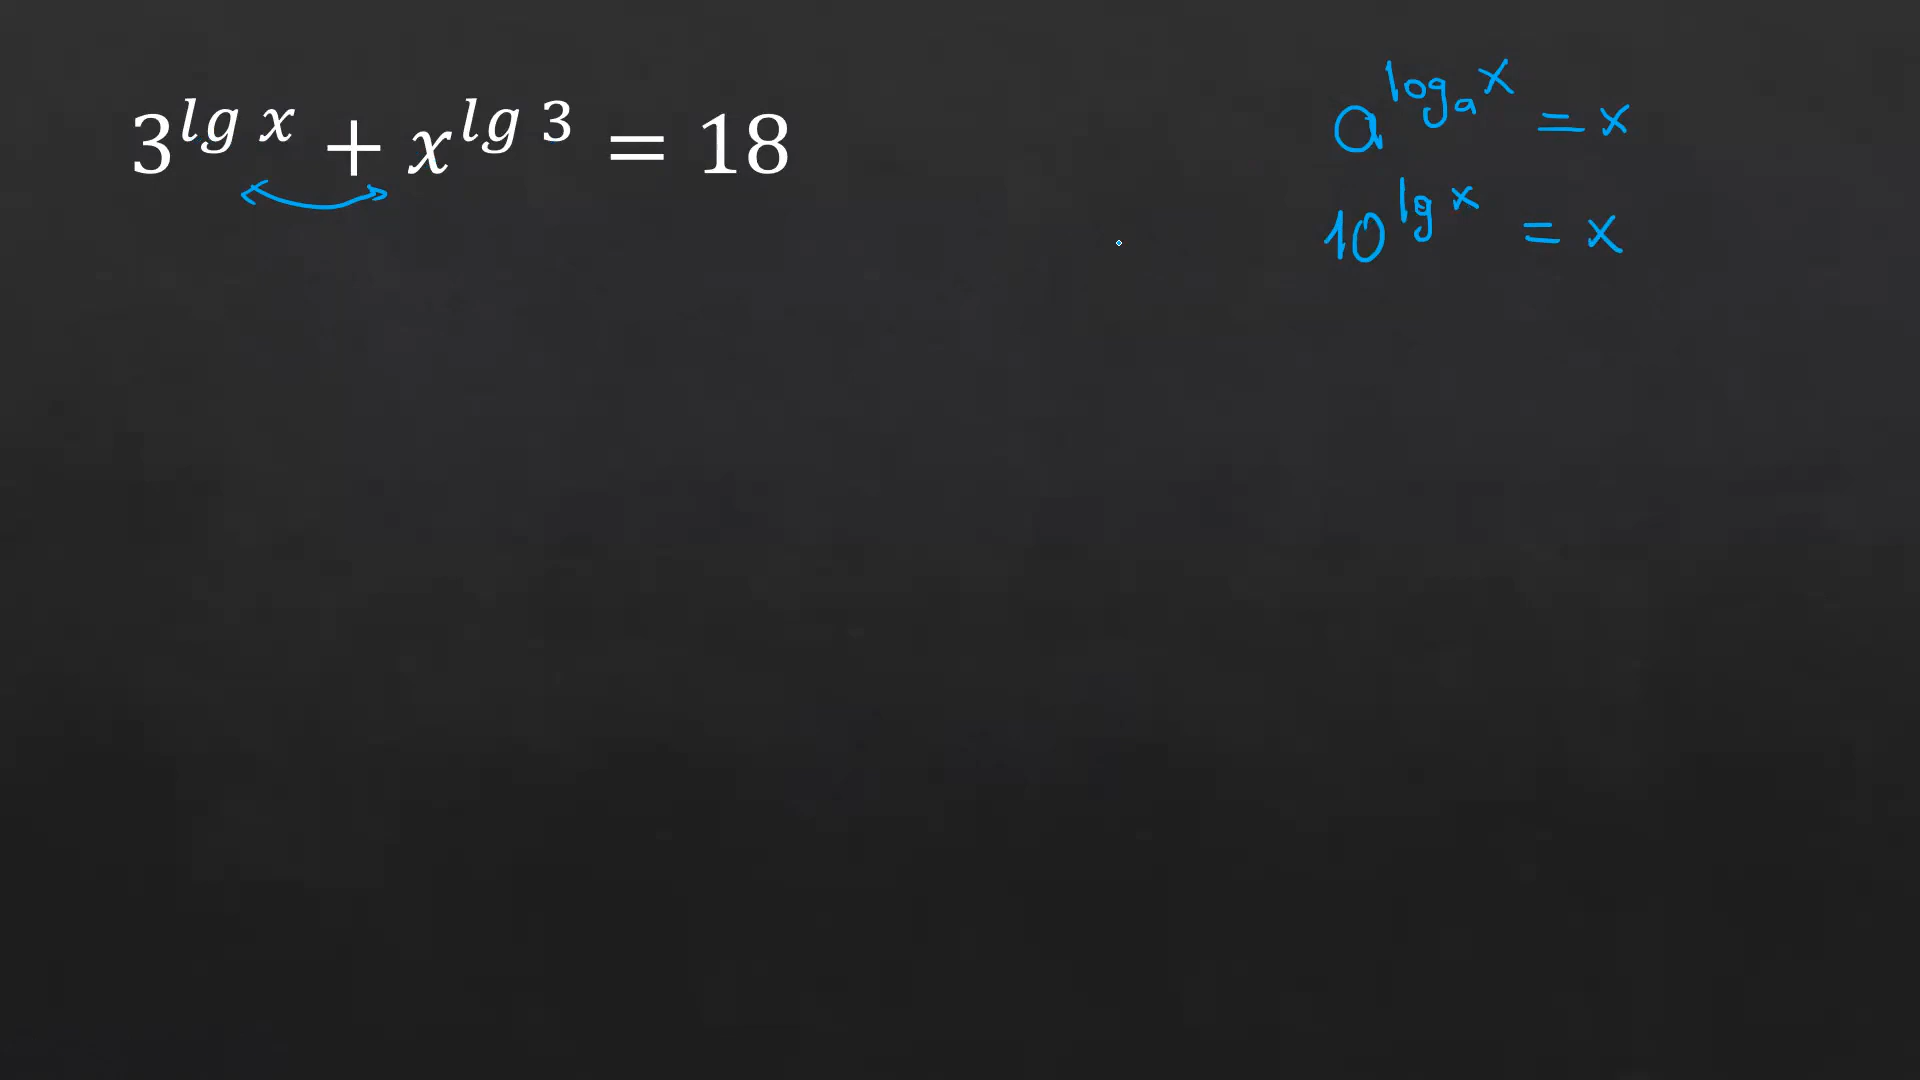 3^{lg x} + x^{lg 3} = 18
a^{log_a x} = x
10^{lg x} = x